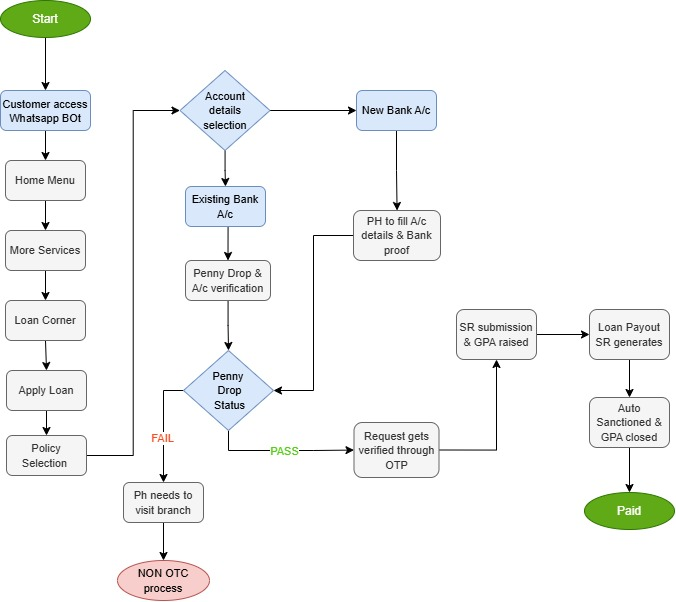 Start
Customer access
Whatsapp BOt
Home Menu
More Services
Loan Corner
Apply Loan
Policy
Selection
Account
details
selection
New Bank A/c
Existing Bank
A/c
PH to fill A/c
details & Bank
proof
Penny Drop &
A/c verification
Penny
Drop
Status
FAIL
PASS
Ph needs to
visit branch
NON OTC
process
Request gets
verified through
OTP
SR submission
& GPA raised
Loan Payout
SR generates
Auto
Sanctioned &
GPA closed
Paid